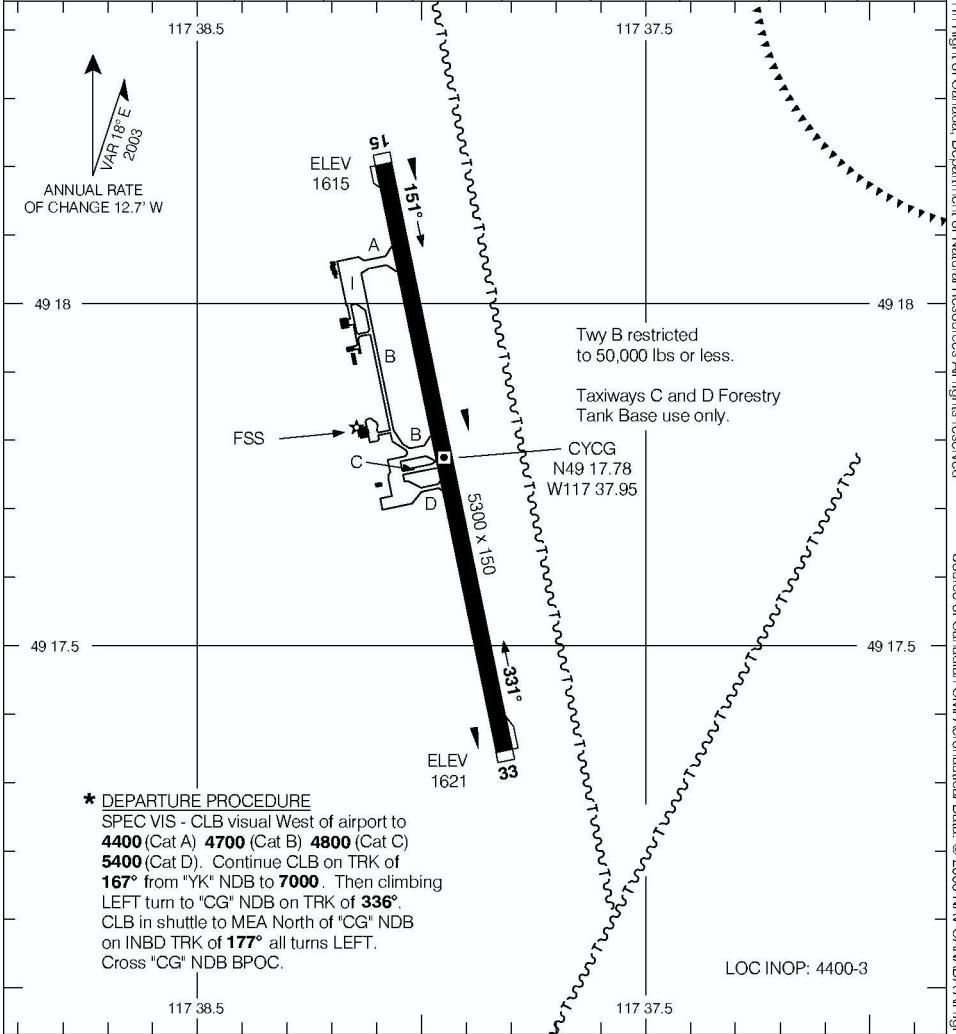 117 38.5
117 37.5
VAR 18° E
2003
ANNUAL RATE
OF CHANGE 12.7' W
15
ELEV
1615
151°
A
49 18
49 18
Twy B restricted
to 50,000 lbs or less.
Taxiways C and D Forestry
Tank Base use only.
B
FSS
B
C
D
CYCG
N49 17.78
W117 37.95
5300 x 150
49 17.5
49 17.5
331°
ELEV
1621
33
* DEPARTURE PROCEDURE
SPEC VIS - CLB visual West of airport to
4400 (Cat A) 4700 (Cat B) 4800 (Cat C)
5400 (Cat D). Continue CLB on TRK of
167° from "YK" NDB to 7000. Then climbing
LEFT turn to "CG" NDB on TRK of 336°.
CLB in shuttle to MEA North of "CG" NDB
on INBD TRK of 177° all turns LEFT.
Cross "CG" NDB BPOC.
LOC INOP: 4400-3
117 38.5
117 37.5